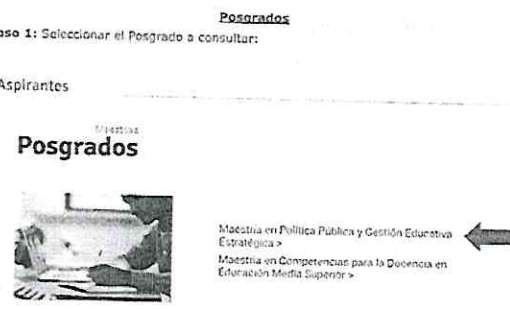 Posgrados
aso 1: Seleccionar el Posgrado a consultar:
Aspirantes
Maestrías
Posgrados
Maestría en Política Pública y Gestión Educativa
Estratégica >
Maestría en Competencias para la Docencia en
Educación Media Superior >